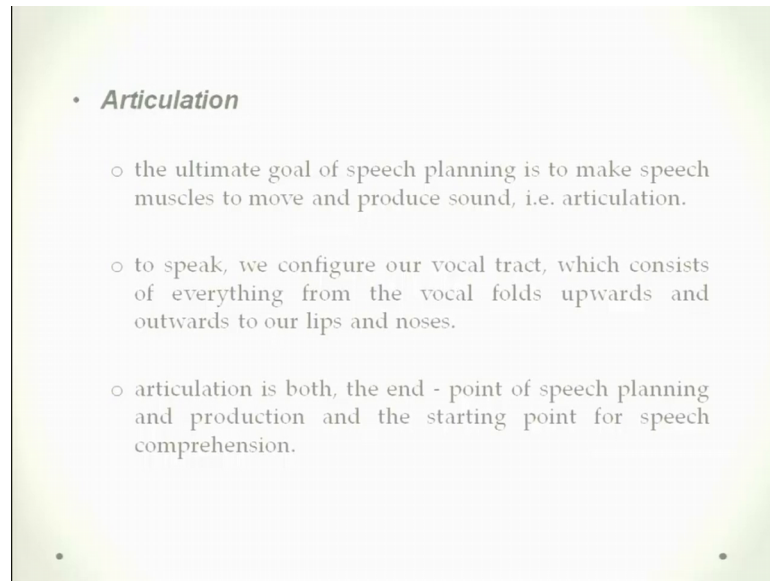 • Articulation
o the ultimate goal of speech planning is to make speech
muscles to move and produce sound, i.e. articulation.
o to speak, we configure our vocal tract, which consists
of everything from the vocal folds upwards and
outwards to our lips and noses.
o articulation is both, the end - point of speech planning
and production and the starting point for speech
comprehension.